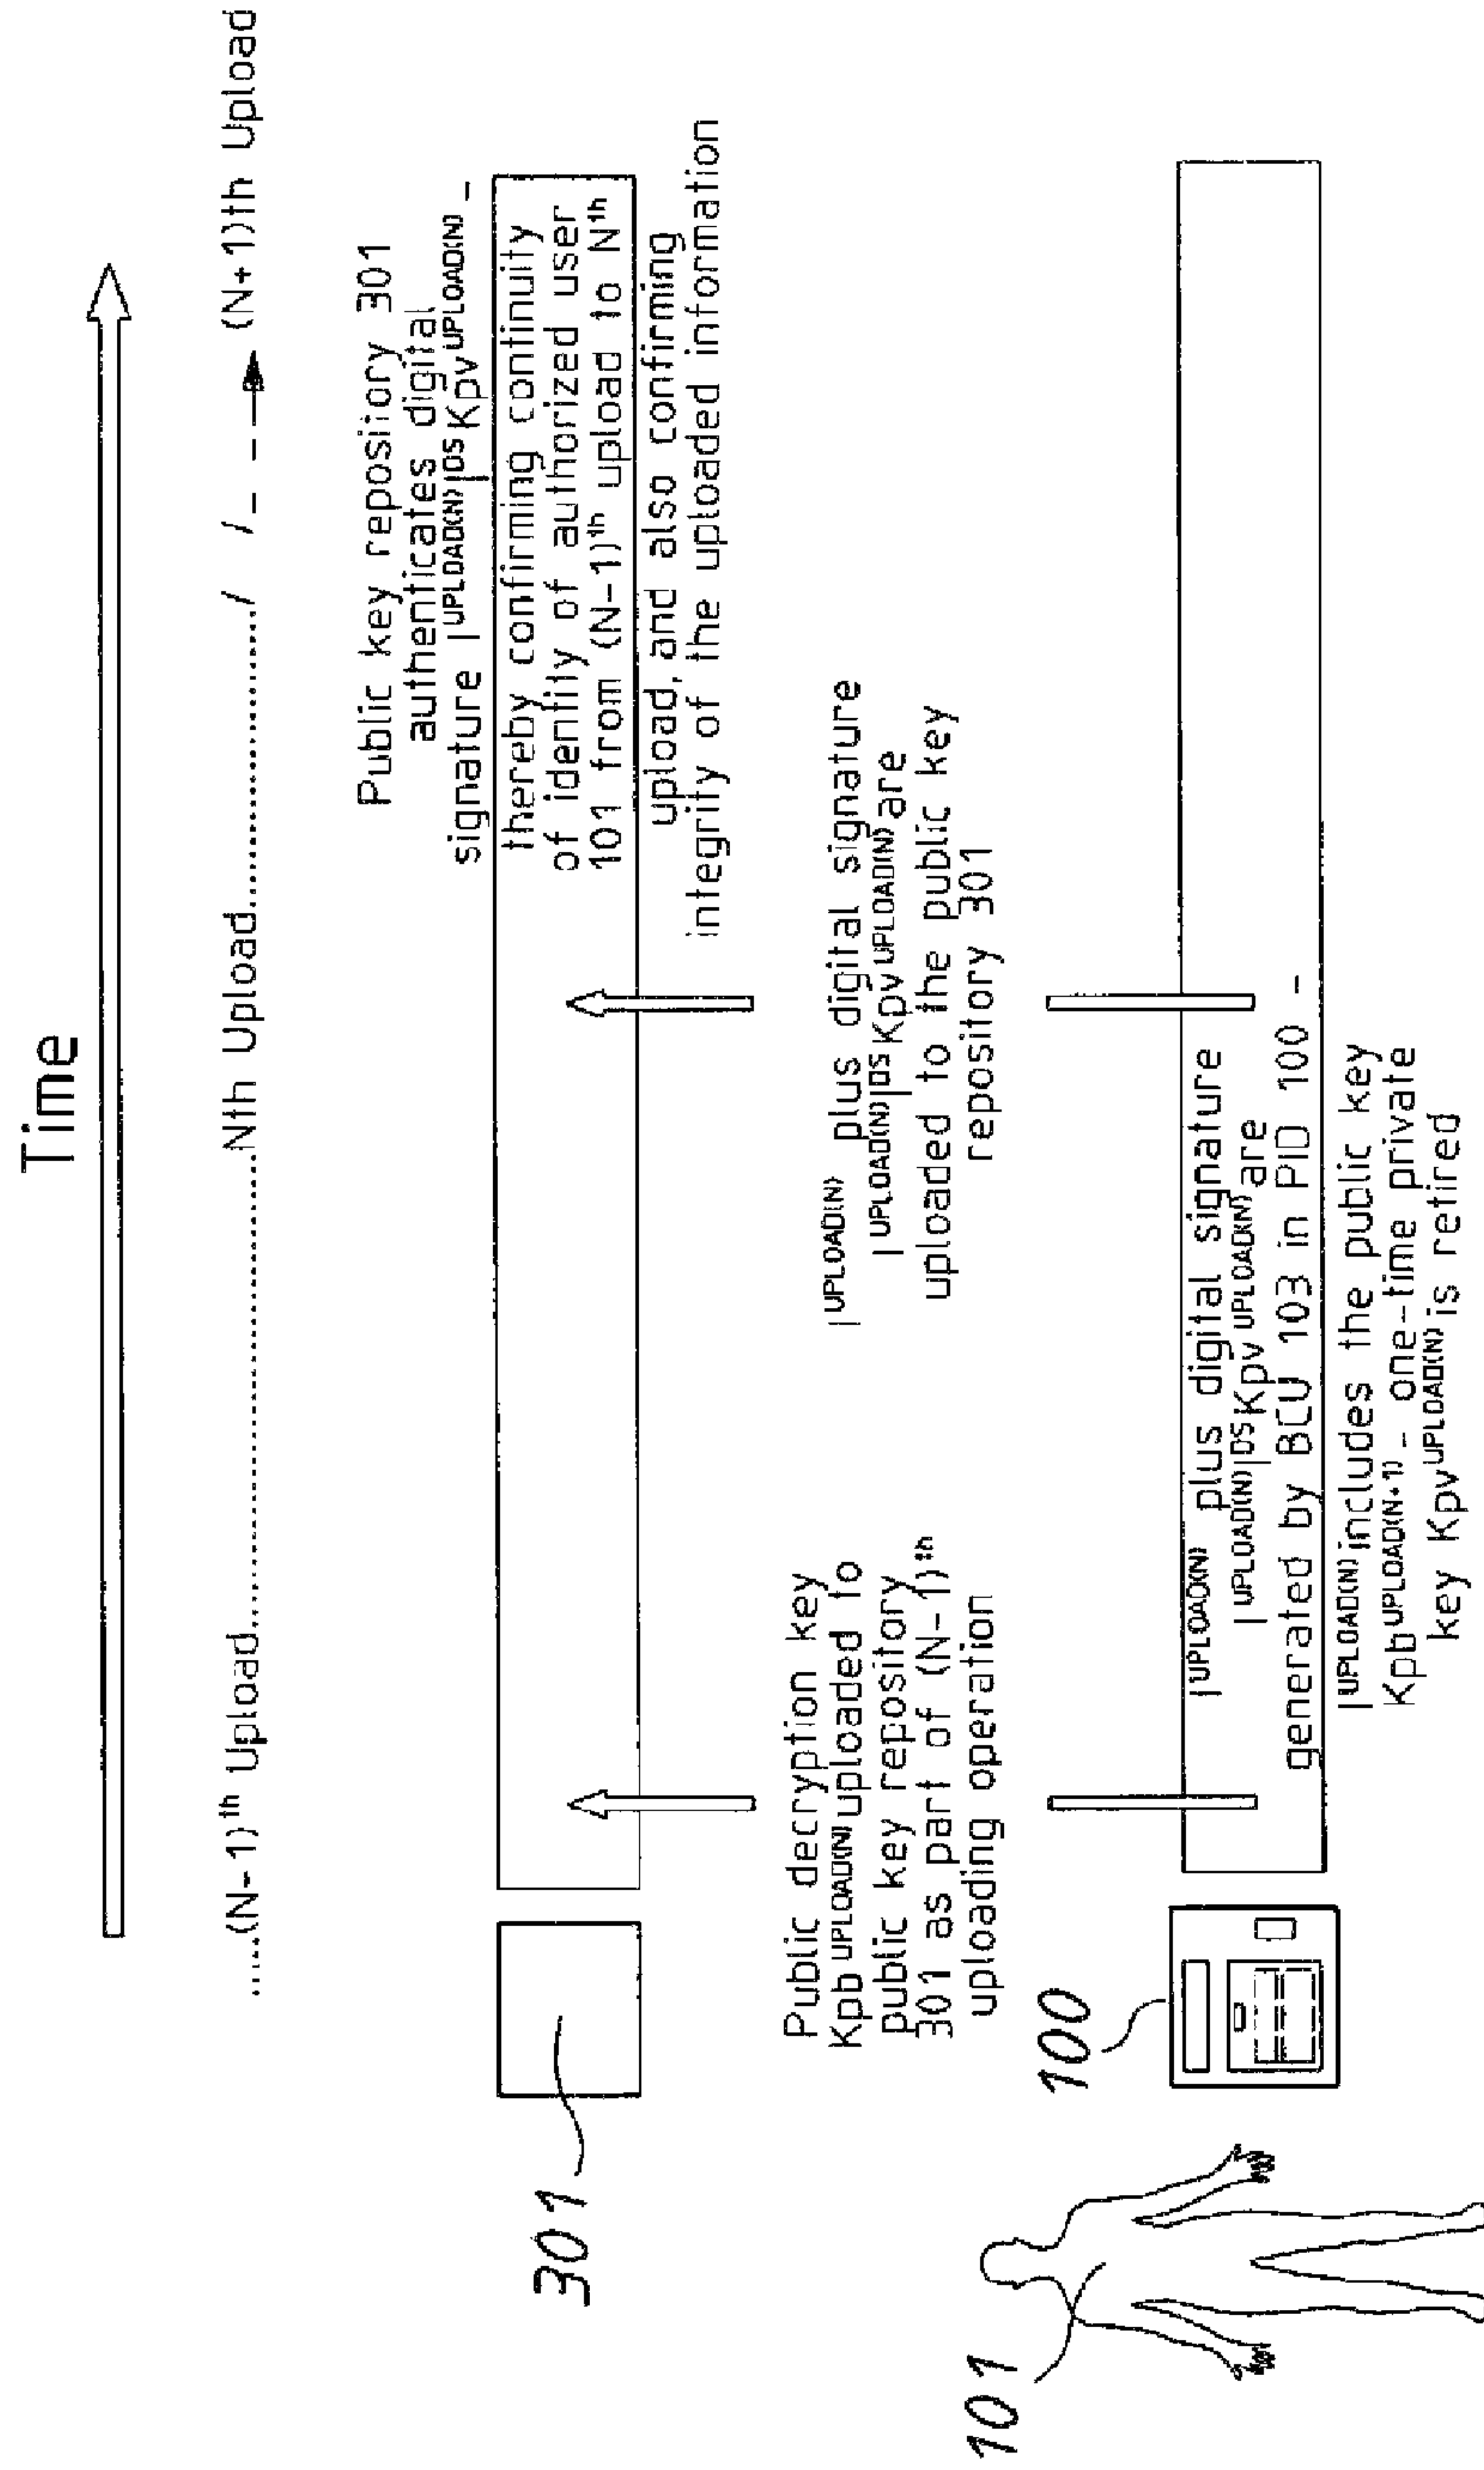 Time
.....(N-1)th Upload..............................Nth Upload............................../ /_ _ _ (N+1)th Upload
Public key repository 301
authenticates digital
signature IUPLOAD(N)|DS KpvUPLOAD(N) –
thereby confirming continuity
of identity of authorized user
101 from (N-1)th upload to Nth
upload, and also confirming
integrity of the uploaded information
301
Public decryption key
KpbUPLOAD(N) uploaded to
public key repository
301 as part of (N-1)th
uploading operation
IUPLOAD(N) plus digital signature
IUPLOAD(N)|DS KpvUPLOAD(N) are
uploaded to the public key
repository 301
101
100
IUPLOAD(N) plus digital signature
IUPLOAD(N)|DS KpvUPLOAD(N) are
generated by BCU 103 in PID 100 –
IUPLOAD(N) includes the public key
KpbUPLOAD(N+1) – one-time private
key KpvUPLOAD(N) is retired